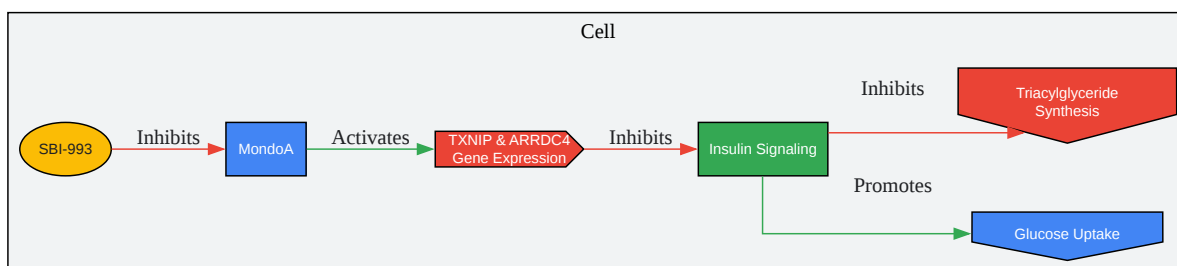 Cell
SBI-993
Inhibits
MondoA
Activates
TXNIP & ARRDC4
Gene Expression
Inhibits
Insulin Signaling
Inhibits
Triacylglyceride
Synthesis
Promotes
Glucose Uptake